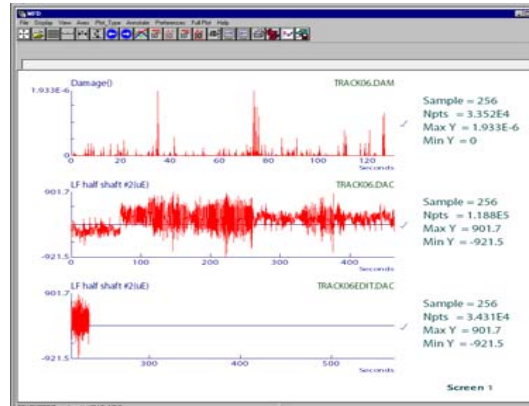 MFD
File Display View Axes Plot_Type Annotate Preferences Full Plot Help
Damage() TRACK06.DAM
1.933E-6
0
0 20 40 60 80 100 120
Seconds
Sample = 256
Npts = 3.352E4
Max Y = 1.933E-6
Min Y = 0
LF half shaft #2(uE) TRACK06.DAC
901.7
-921.5
0 100 200 300 400
Seconds
Sample = 256
Npts = 1.188E5
Max Y = 901.7
Min Y = -921.5
LF half shaft #2(uE) TRACK06EDIT.DAC
901.7
-921.5
300 400 500
Seconds
Sample = 256
Npts = 3.431E4
Max Y = 901.7
Min Y = -921.5
Screen 1